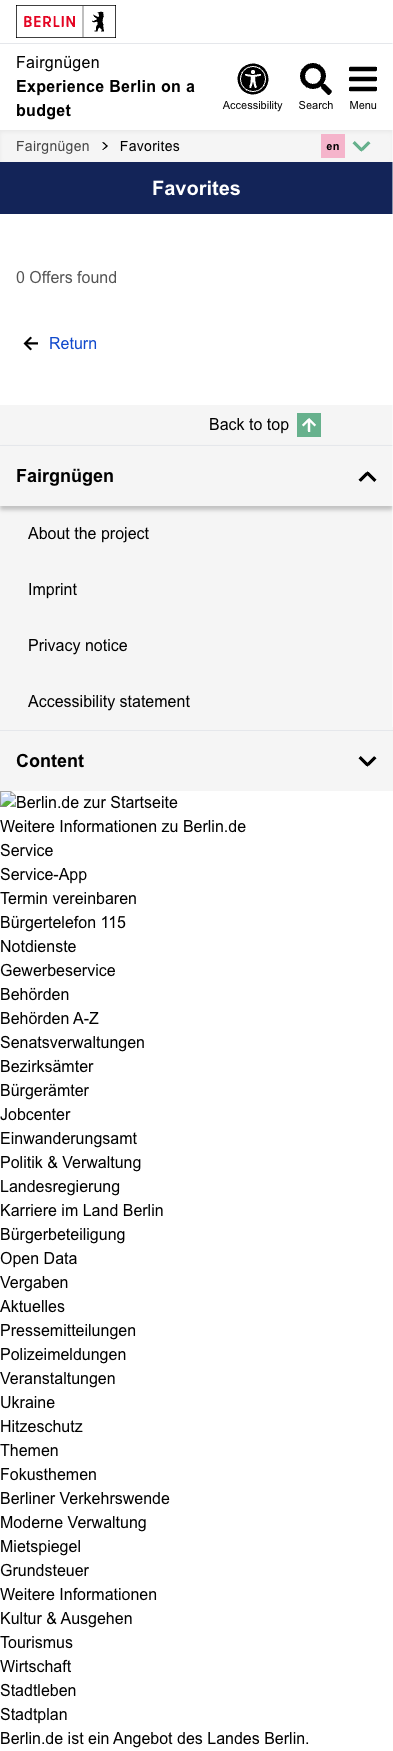 BERLIN
Fairgnügen
Experience Berlin on a
budget
Accessibility
Search
Menu
Fairgnügen > Favorites
en
Favorites
0 Offers found
Return
Back to top
Fairgnügen
About the project
Imprint
Privacy notice
Accessibility statement
Content
Berlin.de zur Startseite
Weitere Informationen zu Berlin.de
Service
Service-App
Termin vereinbaren
Bürgertelefon 115
Notdienste
Gewerbeservice
Behörden
Behörden A-Z
Senatsverwaltungen
Bezirksämter
Bürgerämter
Jobcenter
Einwanderungsamt
Politik & Verwaltung
Landesregierung
Karriere im Land Berlin
Bürgerbeteiligung
Open Data
Vergaben
Aktuelles
Pressemitteilungen
Polizeimeldungen
Veranstaltungen
Ukraine
Hitzeschutz
Themen
Fokusthemen
Berliner Verkehrswende
Moderne Verwaltung
Mietspiegel
Grundsteuer
Weitere Informationen
Kultur & Ausgehen
Tourismus
Wirtschaft
Stadtleben
Stadtplan
Berlin.de ist ein Angebot des Landes Berlin.